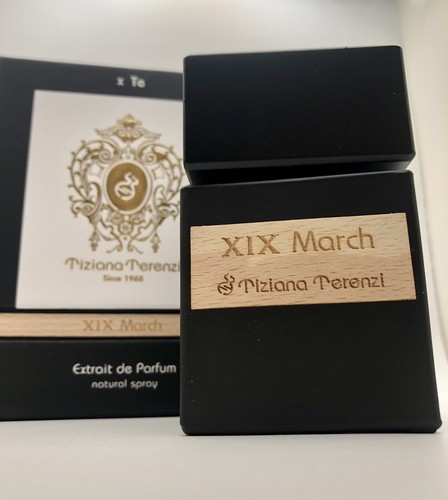 x Te
Tiziana Terenzi
Since 1968
XIX March
Extrait de Parfum
natural spray
XIX March
Tiziana Terenzi